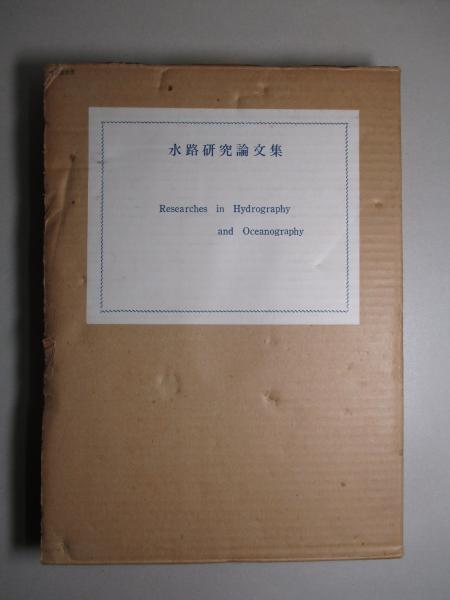 水路研究論文集
Researches in Hydrography
and Oceanography